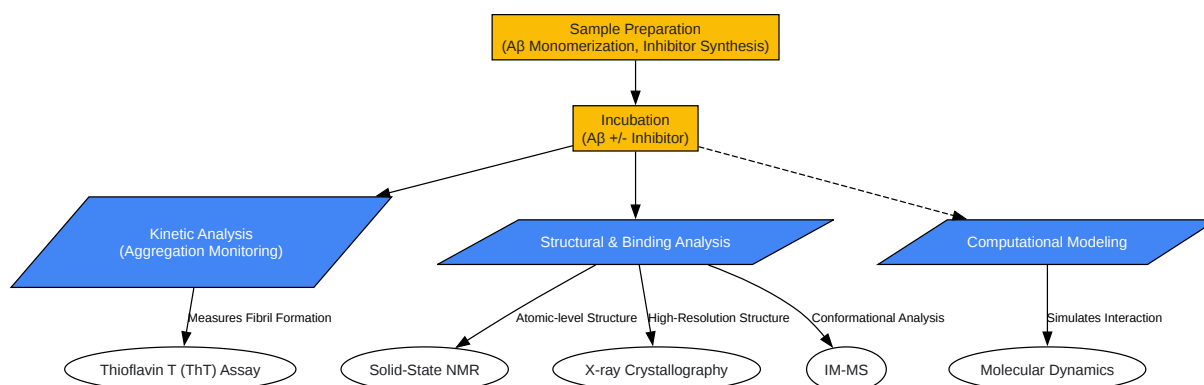 Sample Preparation
(Aβ Monomerization, Inhibitor Synthesis)
Incubation
(Aβ +/- Inhibitor)
Kinetic Analysis
(Aggregation Monitoring)
Structural & Binding Analysis
Computational Modeling
Measures Fibril Formation
Atomic-level Structure
High-Resolution Structure
Conformational Analysis
Simulates Interaction
Thioflavin T (ThT) Assay
Solid-State NMR
X-ray Crystallography
IM-MS
Molecular Dynamics